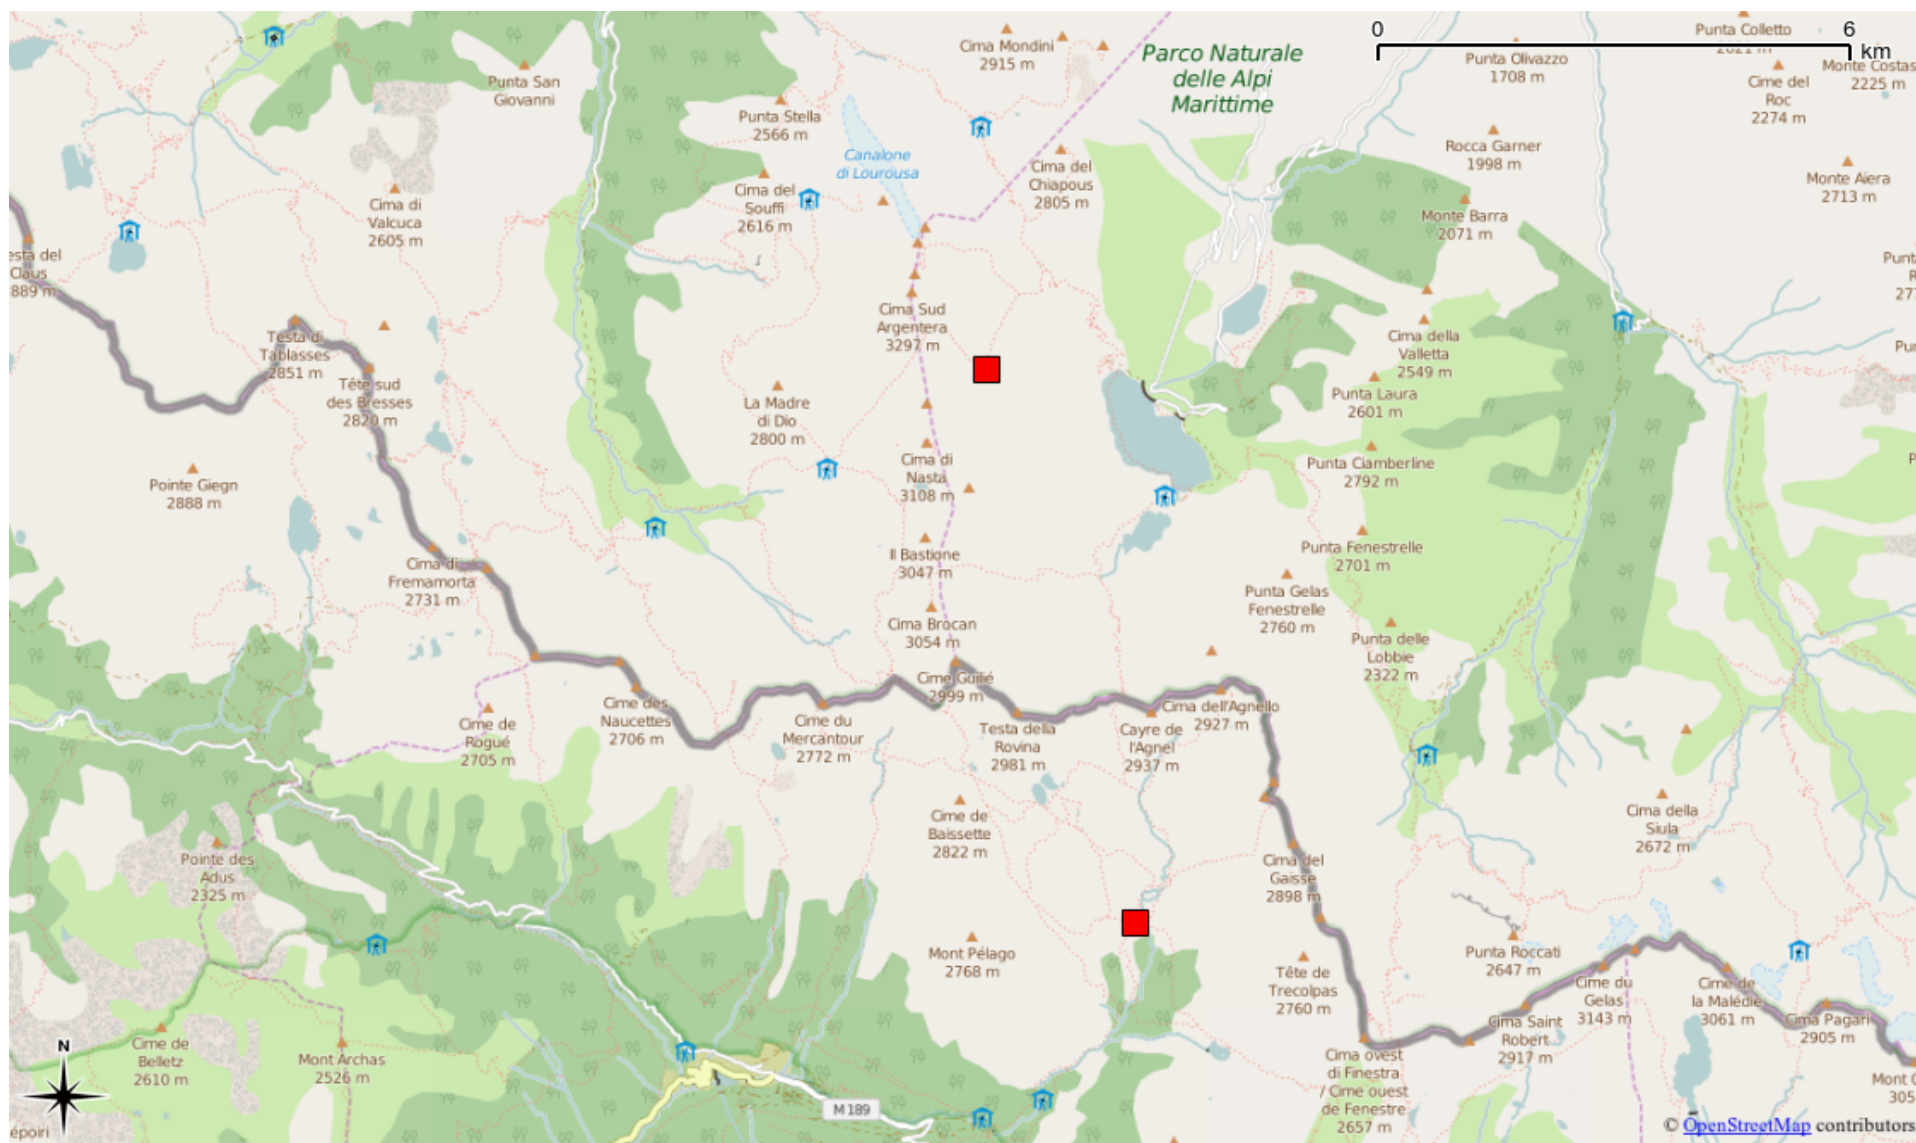 0 6
km
Cima Mondini
2915 m
Parco Naturale
delle Alpi
Marittime
Punta Colletto
2621 m
Punta Olivazzo
1708 m
Monte Costas
2225 m
Cime del
Roc
2274 m
Punta San
Giovanni
Punta Stella
2566 m
Canalone
di Lourousa
Cima del
Chiapous
2805 m
Rocca Garner
1998 m
Monte Aiera
2713 m
Cima di
Valcuca
2605 m
Cima del
Souffi
2616 m
Monte Barra
2071 m
esta del
Claus
889 m
Punt
R
27
Cima Sud
Argentera
3297 m
Testa di
Tablasses
2851 m
Cima della
Valletta
2549 m
Pur
Tête sud
des Bresses
2820 m
La Madre
di Dio
2800 m
Punta Laura
2601 m
Pointe Giegn
2888 m
Cima di
Nasta
3108 m
Punta Ciamberline
2792 m
P
Il Bastione
3047 m
Punta Fenestrelle
2701 m
Cima di
Fremamorta
2731 m
Punta Gelas
Fenestrelle
2760 m
Cima Brocan
3054 m
Punta delle
Lobbie
2322 m
Cime Guilié
2999 m
Cime de
Rogué
2705 m
Cime des
Naucettes
2706 m
Cime du
Mercantour
2772 m
Testa della
Rovina
2981 m
Cayre de
l'Agnel
2937 m
Cima dell'Agnello
2927 m
Cime de
Baissette
2822 m
Cima della
Siula
2672 m
Pointe des
Adus
2325 m
Cima del
Gaisse
2898 m
Mont Pélago
2768 m
Tête de
Trecolpas
2760 m
Punta Roccati
2647 m
Cime du
Gelas
3143 m
Cime de
la Malédie
3061 m
Cima Pagarì
2905 m
Cima Saint
Robert
2917 m
N
Cime de
Belletz
2610 m
Mont Archas
2526 m
Cima ovest
di Finestra
/ Cime ouest
de Fenestre
2657 m
Mont C
305
M 189
epoiri
© OpenStreetMap contributors